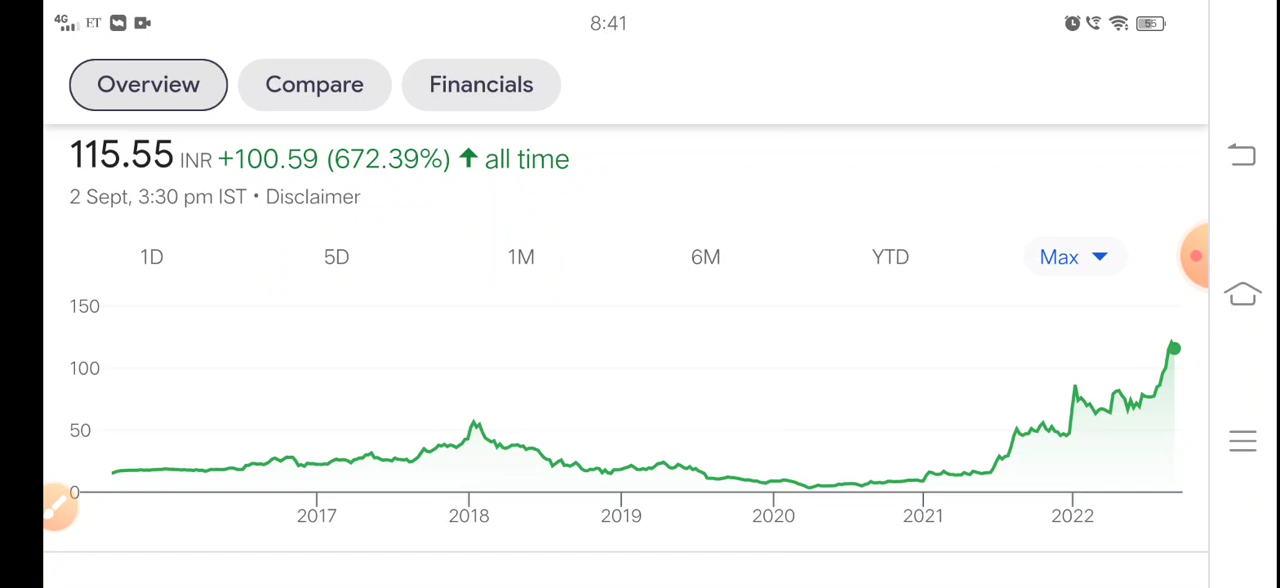 4G ET 8:41 55
Overview Compare Financials
115.55 INR +100.59 (672.39%) ↑ all time
2 Sept, 3:30 pm IST • Disclaimer
1D 5D 1M 6M YTD Max
150
100
50
0
2017 2018 2019 2020 2021 2022